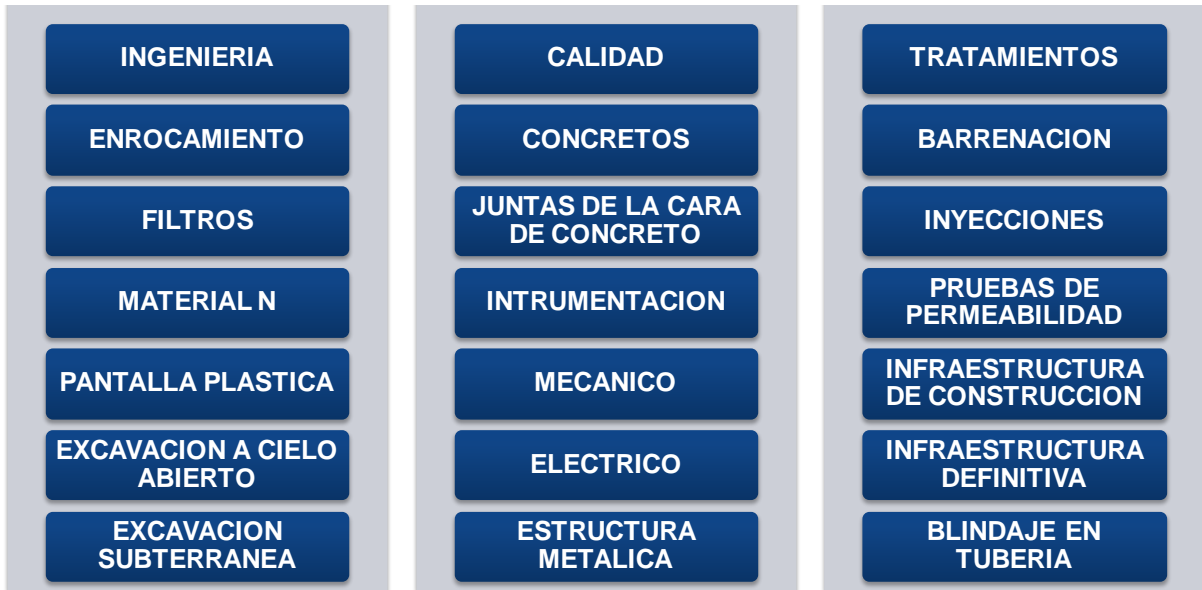 INGENIERIA
ENROCAMIENTO
FILTROS
MATERIAL N
PANTALLA PLASTICA
EXCAVACION A CIELO
ABIERTO
EXCAVACION
SUBTERRANEA
CALIDAD
CONCRETOS
JUNTAS DE LA CARA
DE CONCRETO
INTRUMENTACION
MECANICO
ELECTRICO
ESTRUCTURA
METALICA
TRATAMIENTOS
BARRENACION
INYECCIONES
PRUEBAS DE
PERMEABILIDAD
INFRAESTRUCTURA
DE CONSTRUCCION
INFRAESTRUCTURA
DEFINITIVA
BLINDAJE EN
TUBERIA